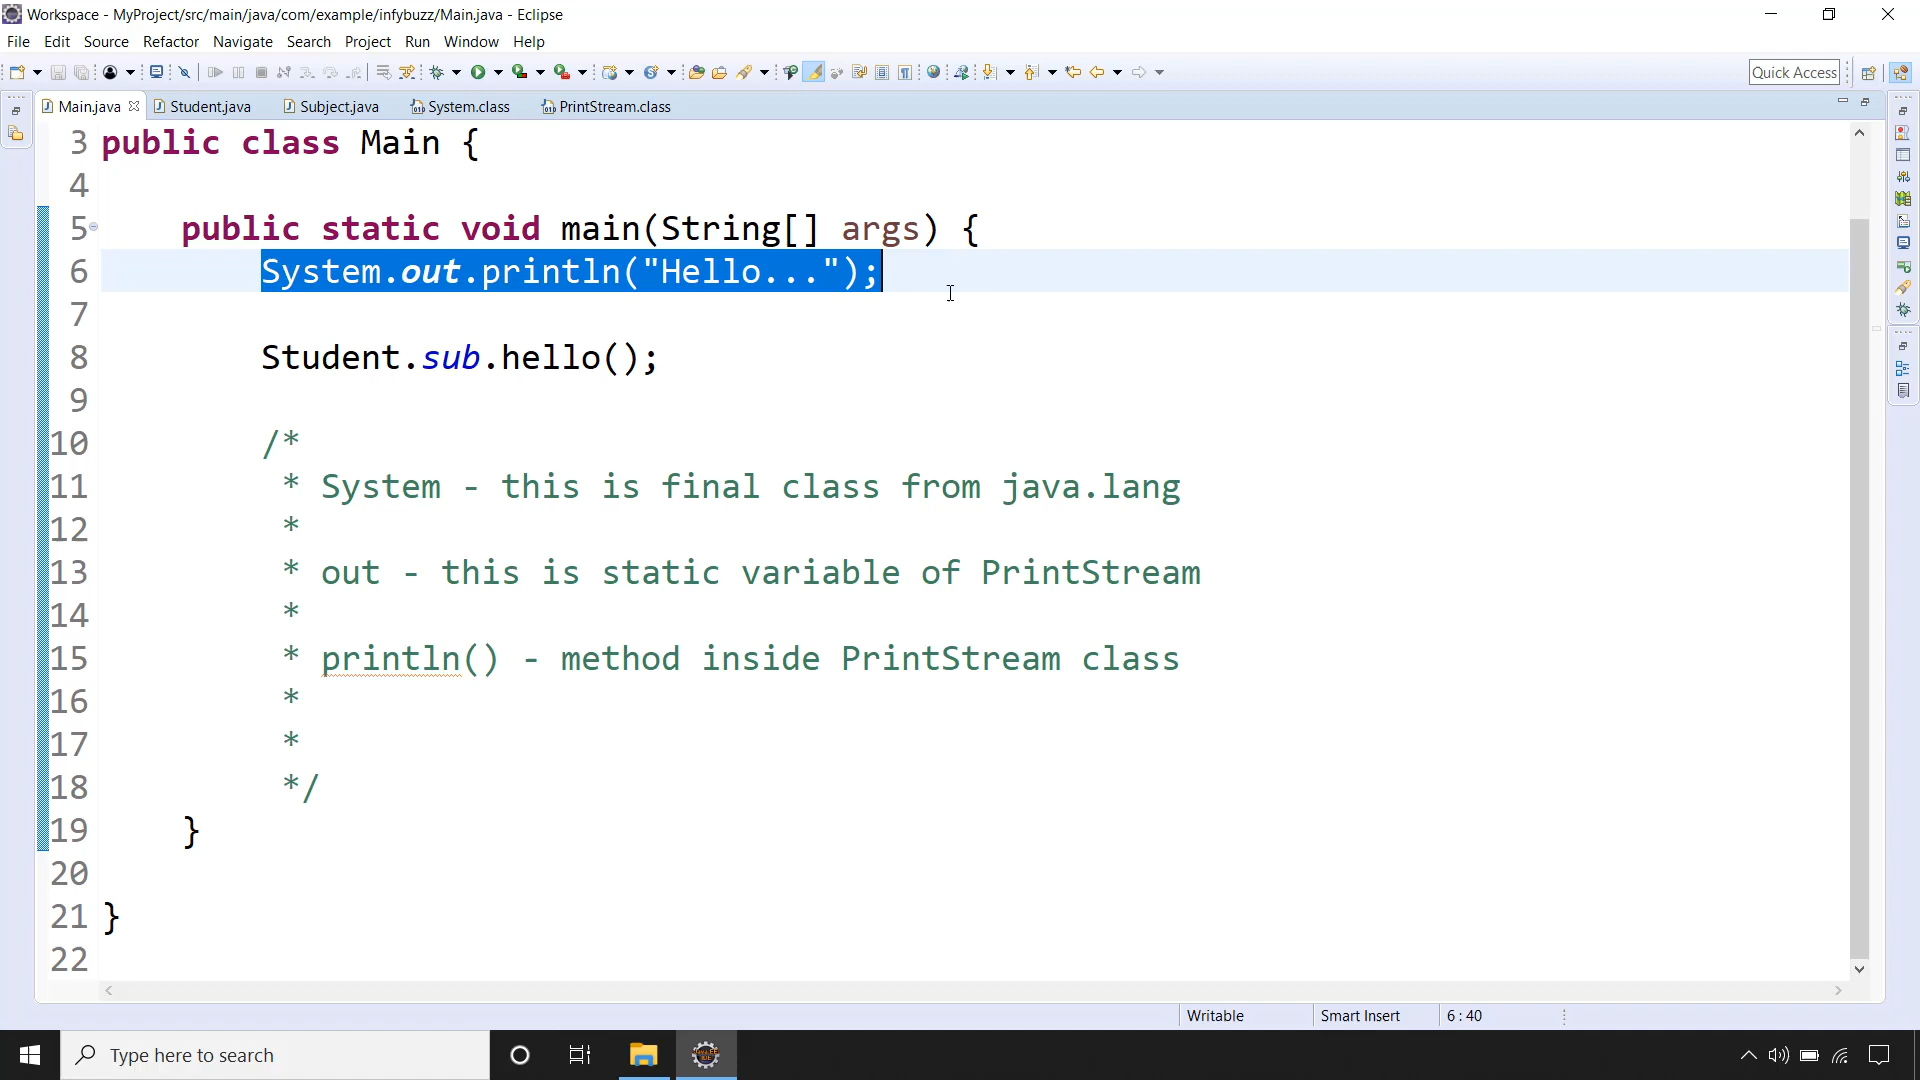 Workspace - MyProject/src/main/java/com/example/infybuzz/Main.java - Eclipse
File Edit Source Refactor Navigate Search Project Run Window Help
Quick Access
Main.java Student.java Subject.java System.class PrintStream.class
3 public class Main {
4
5 public static void main(String[] args) {
6 System.out.println("Hello...");
7
8 Student.sub.hello();
9
10 /*
11 * System - this is final class from java.lang
12 *
13 * out - this is static variable of PrintStream
14 *
15 * println() - method inside PrintStream class
16 *
17 *
18 */
19 }
20
21 }
22
Writable Smart Insert 6 : 40
Type here to search